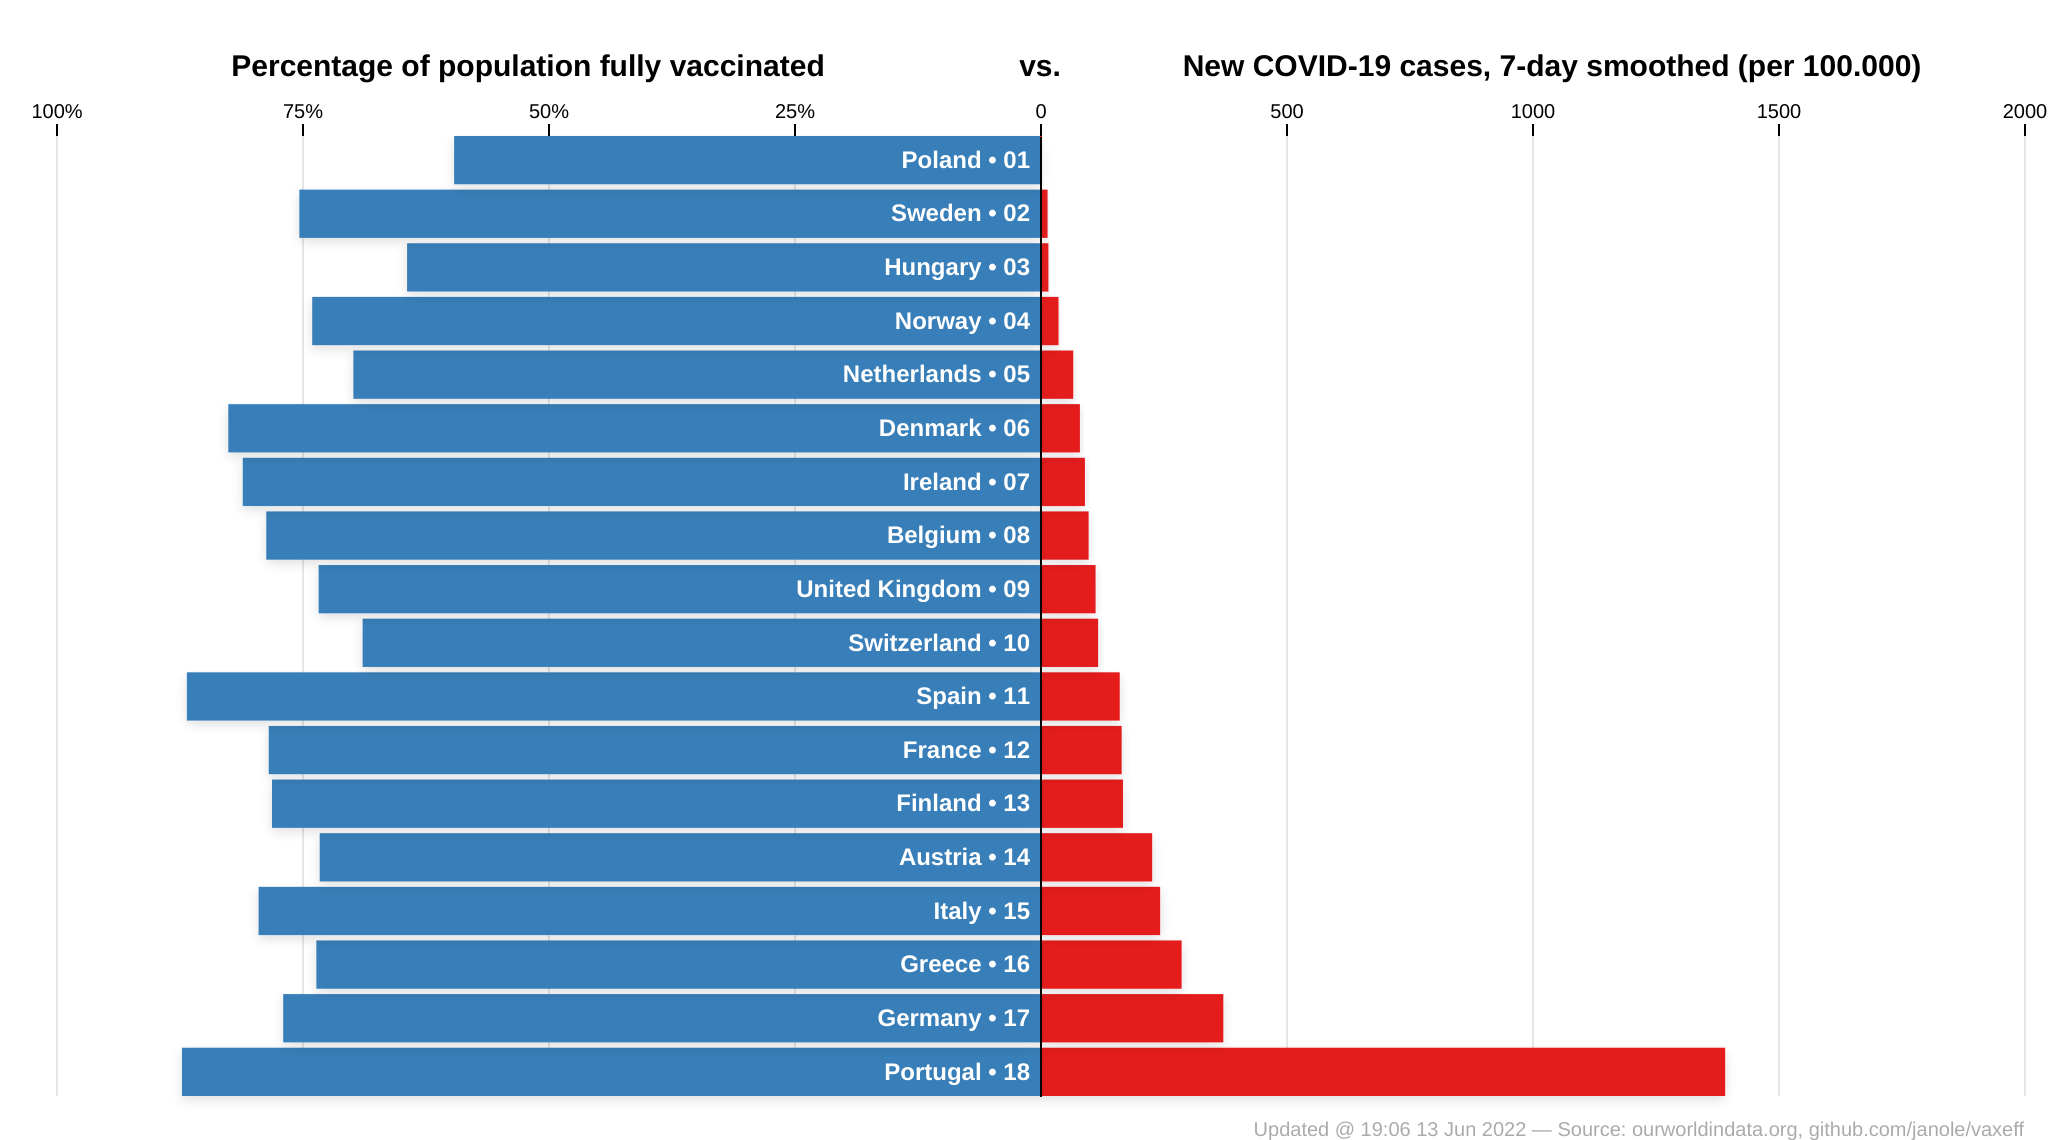 Percentage of population fully vaccinated vs. New COVID-19 cases, 7-day smoothed (per 100.000)
100% 75% 50% 25% 0 500 1000 1500 2000
Poland • 01
Sweden • 02
Hungary • 03
Norway • 04
Netherlands • 05
Denmark • 06
Ireland • 07
Belgium • 08
United Kingdom • 09
Switzerland • 10
Spain • 11
France • 12
Finland • 13
Austria • 14
Italy • 15
Greece • 16
Germany • 17
Portugal • 18
Updated @ 19:06 13 Jun 2022 — Source: ourworldindata.org, github.com/janole/vaxeff